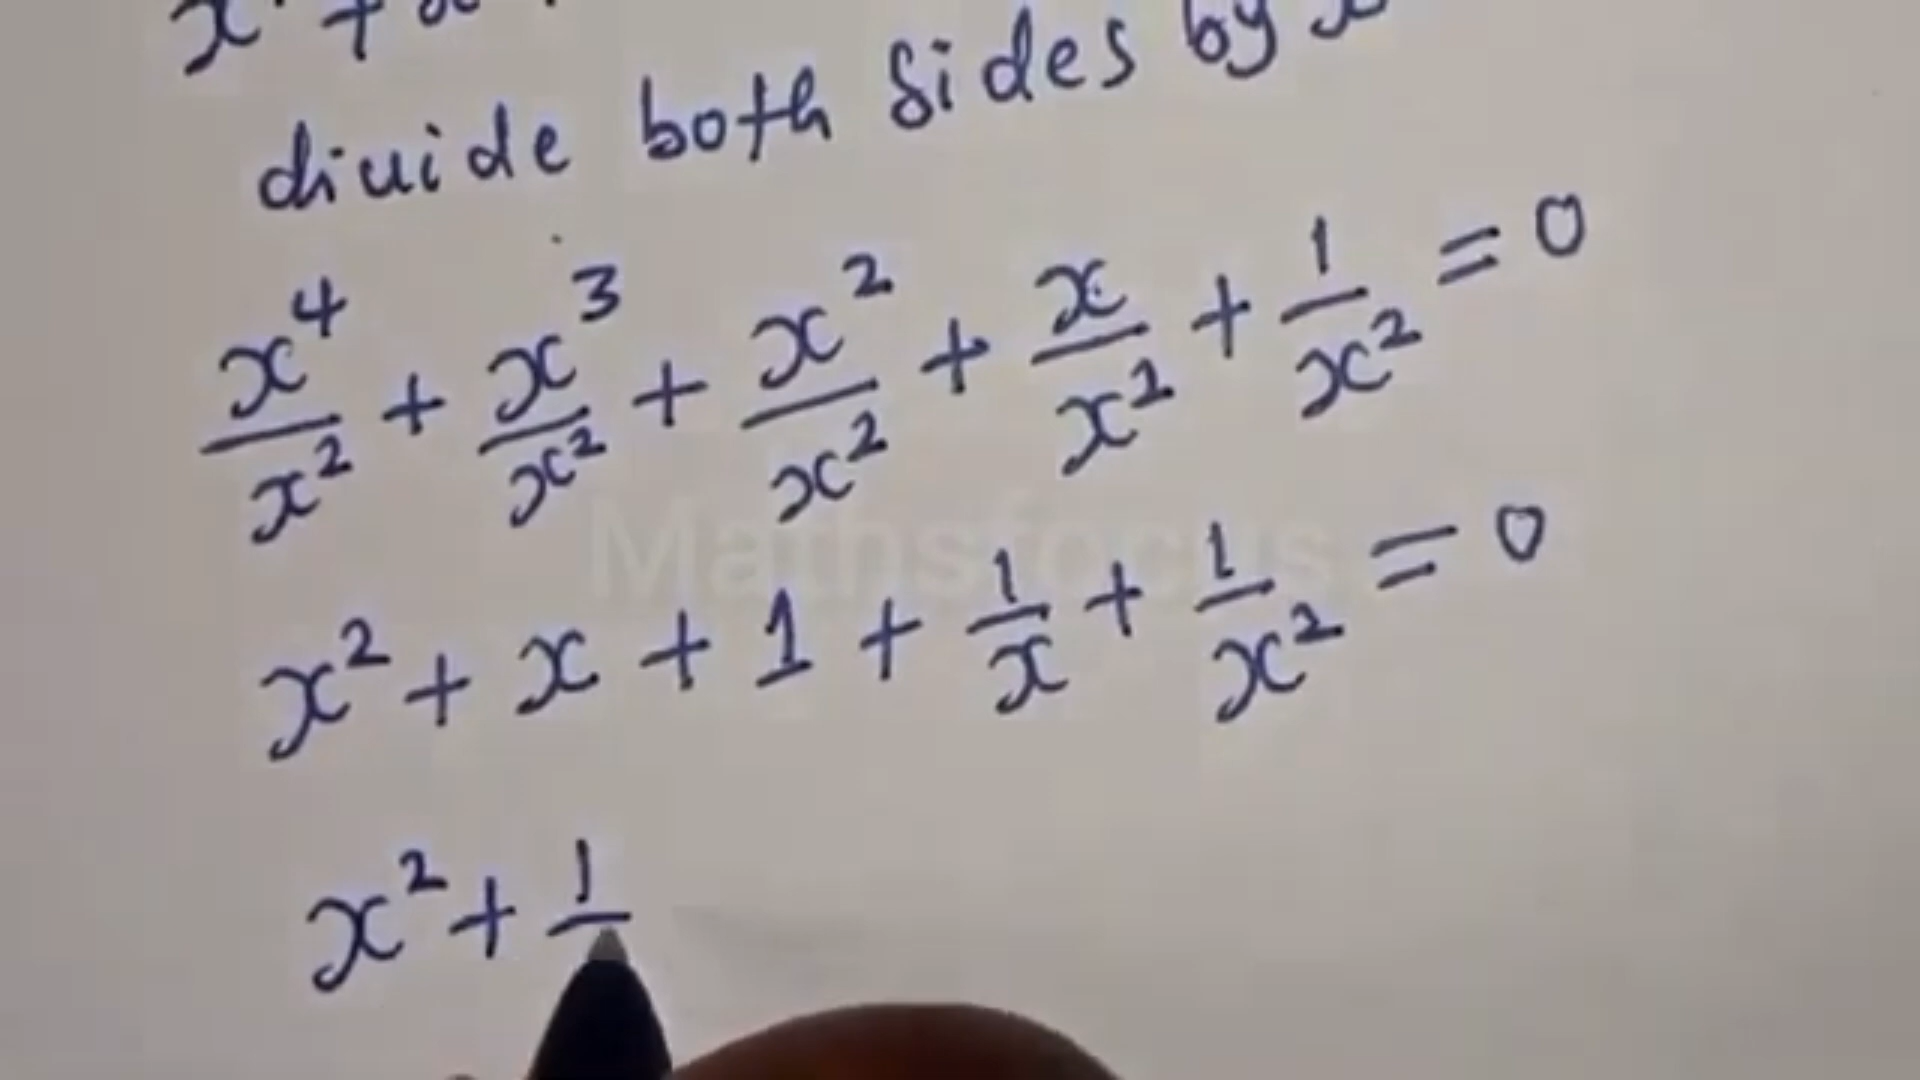 divide both sides by x
x⁴/x² + x³/x² + x²/x² + x/x² + 1/x² = 0
Mathsfocus
x² + x + 1 + 1/x + 1/x² = 0
x² + 1/